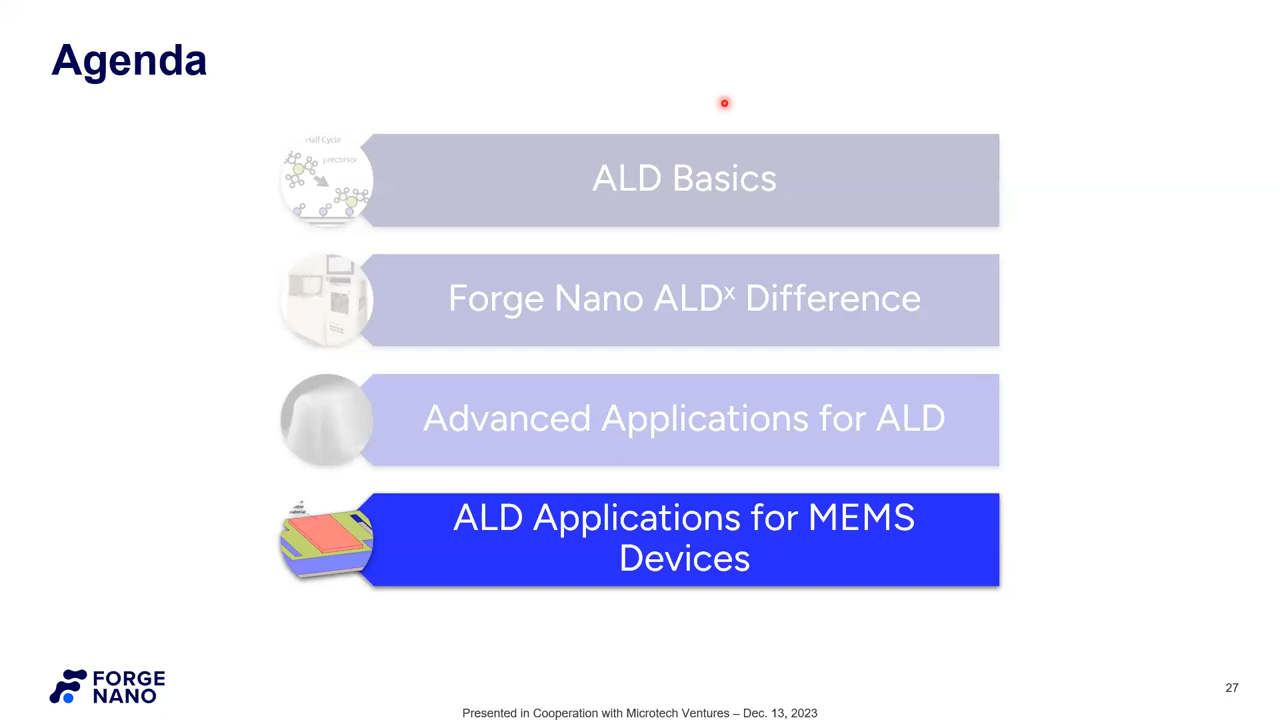 Agenda
Half Cycle
precursor
ALD Basics
Forge Nano ALDˣ Difference
Advanced Applications for ALD
ALD Applications for MEMS
Devices
FORGE
NANO
Presented in Cooperation with Microtech Ventures – Dec. 13, 2023
27